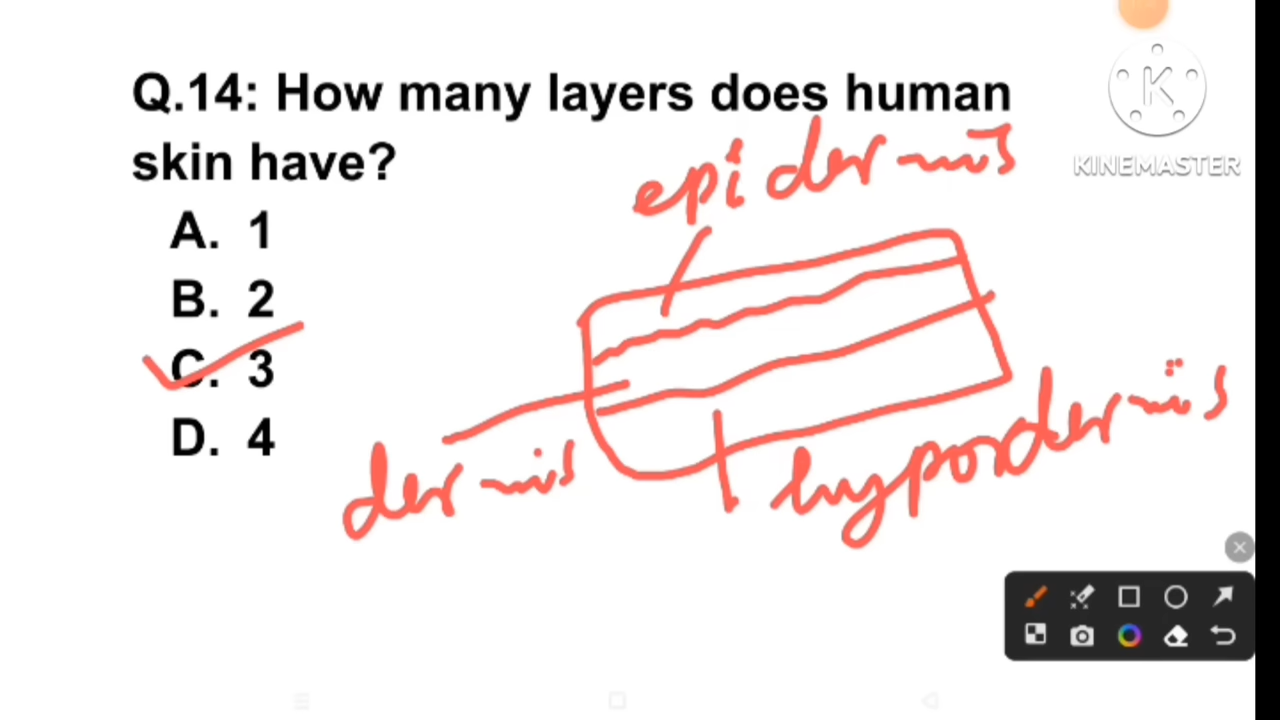 Q.14: How many layers does human
skin have?
A. 1
B. 2
C. 3
D. 4
epidermis
dermis
hypodermis
KINEMASTER